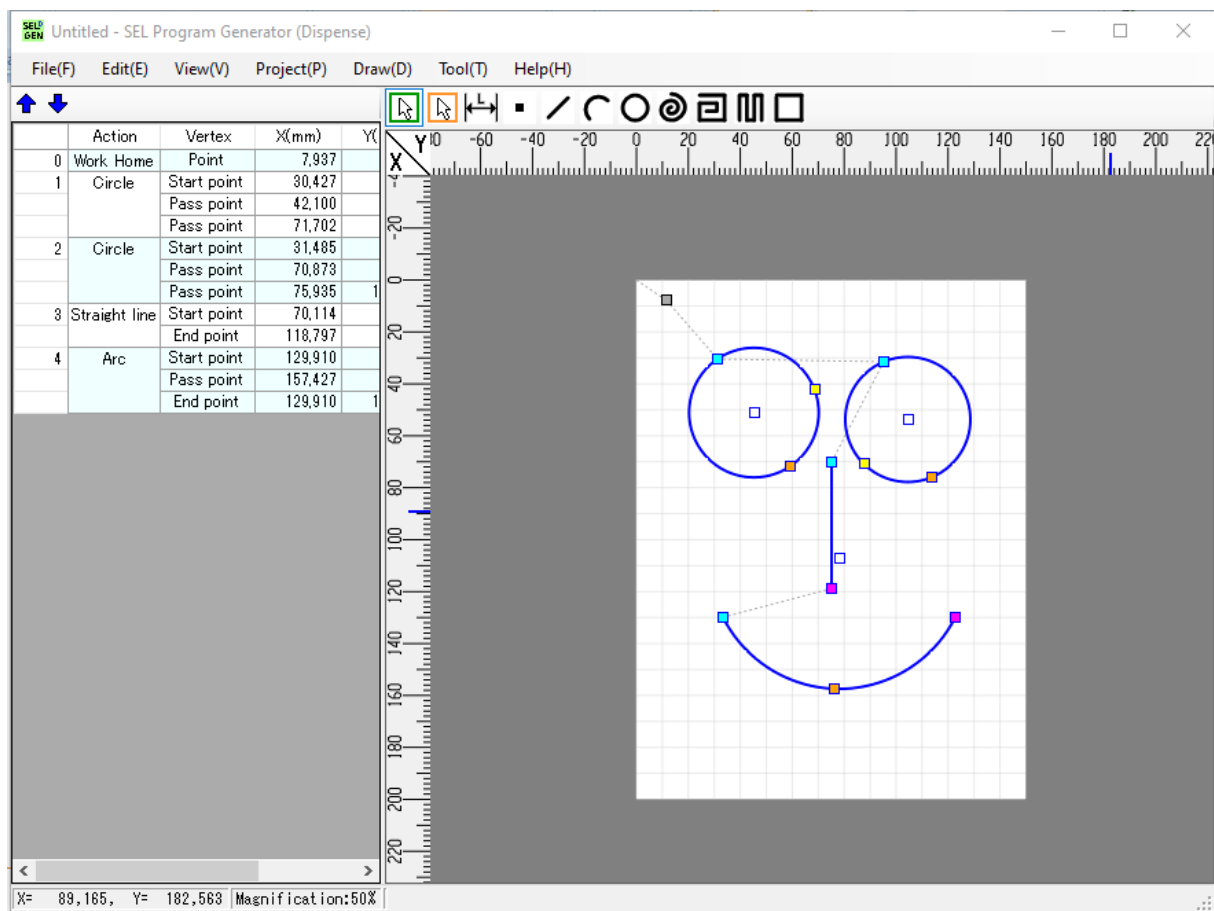 SEL GEN Untitled - SEL Program Generator (Dispense)
File(F) Edit(E) View(V) Project(P) Draw(D) Tool(T) Help(H)
L
Action Vertex X(mm) Y(
0 Work Home Point 7,937
1 Circle Start point 30,427
Pass point 42,100
Pass point 71,702
2 Circle Start point 31,485
Pass point 70,873
Pass point 75,935 1
3 Straight line Start point 70,114
End point 118,797
4 Arc Start point 129,910
Pass point 157,427
End point 129,910 1
Y X
-60 -40 -20 0 20 40 60 80 100 120 140 160 180 200 220
-20
0
20
40
60
80
100
120
140
160
180
200
220
X= 89,165, Y= 182,563 Magnification:50%